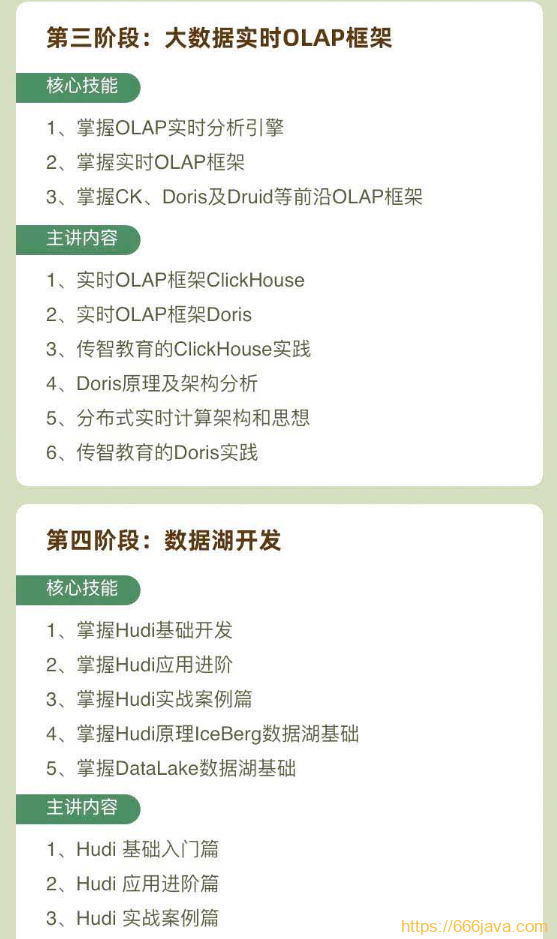 第三阶段：大数据实时OLAP框架
核心技能
1、掌握OLAP实时分析引擎
2、掌握实时OLAP框架
3、掌握CK、Doris及Druid等前沿OLAP框架
主讲内容
1、实时OLAP框架ClickHouse
2、实时OLAP框架Doris
3、传智教育的ClickHouse实践
4、Doris原理及架构分析
5、分布式实时计算架构和思想
6、传智教育的Doris实践
第四阶段：数据湖开发
核心技能
1、掌握Hudi基础开发
2、掌握Hudi应用进阶
3、掌握Hudi实战案例篇
4、掌握Hudi原理IceBerg数据湖基础
5、掌握DataLake数据湖基础
主讲内容
1、Hudi 基础入门篇
2、Hudi 应用进阶篇
3、Hudi 实战案例篇
https://666java.com